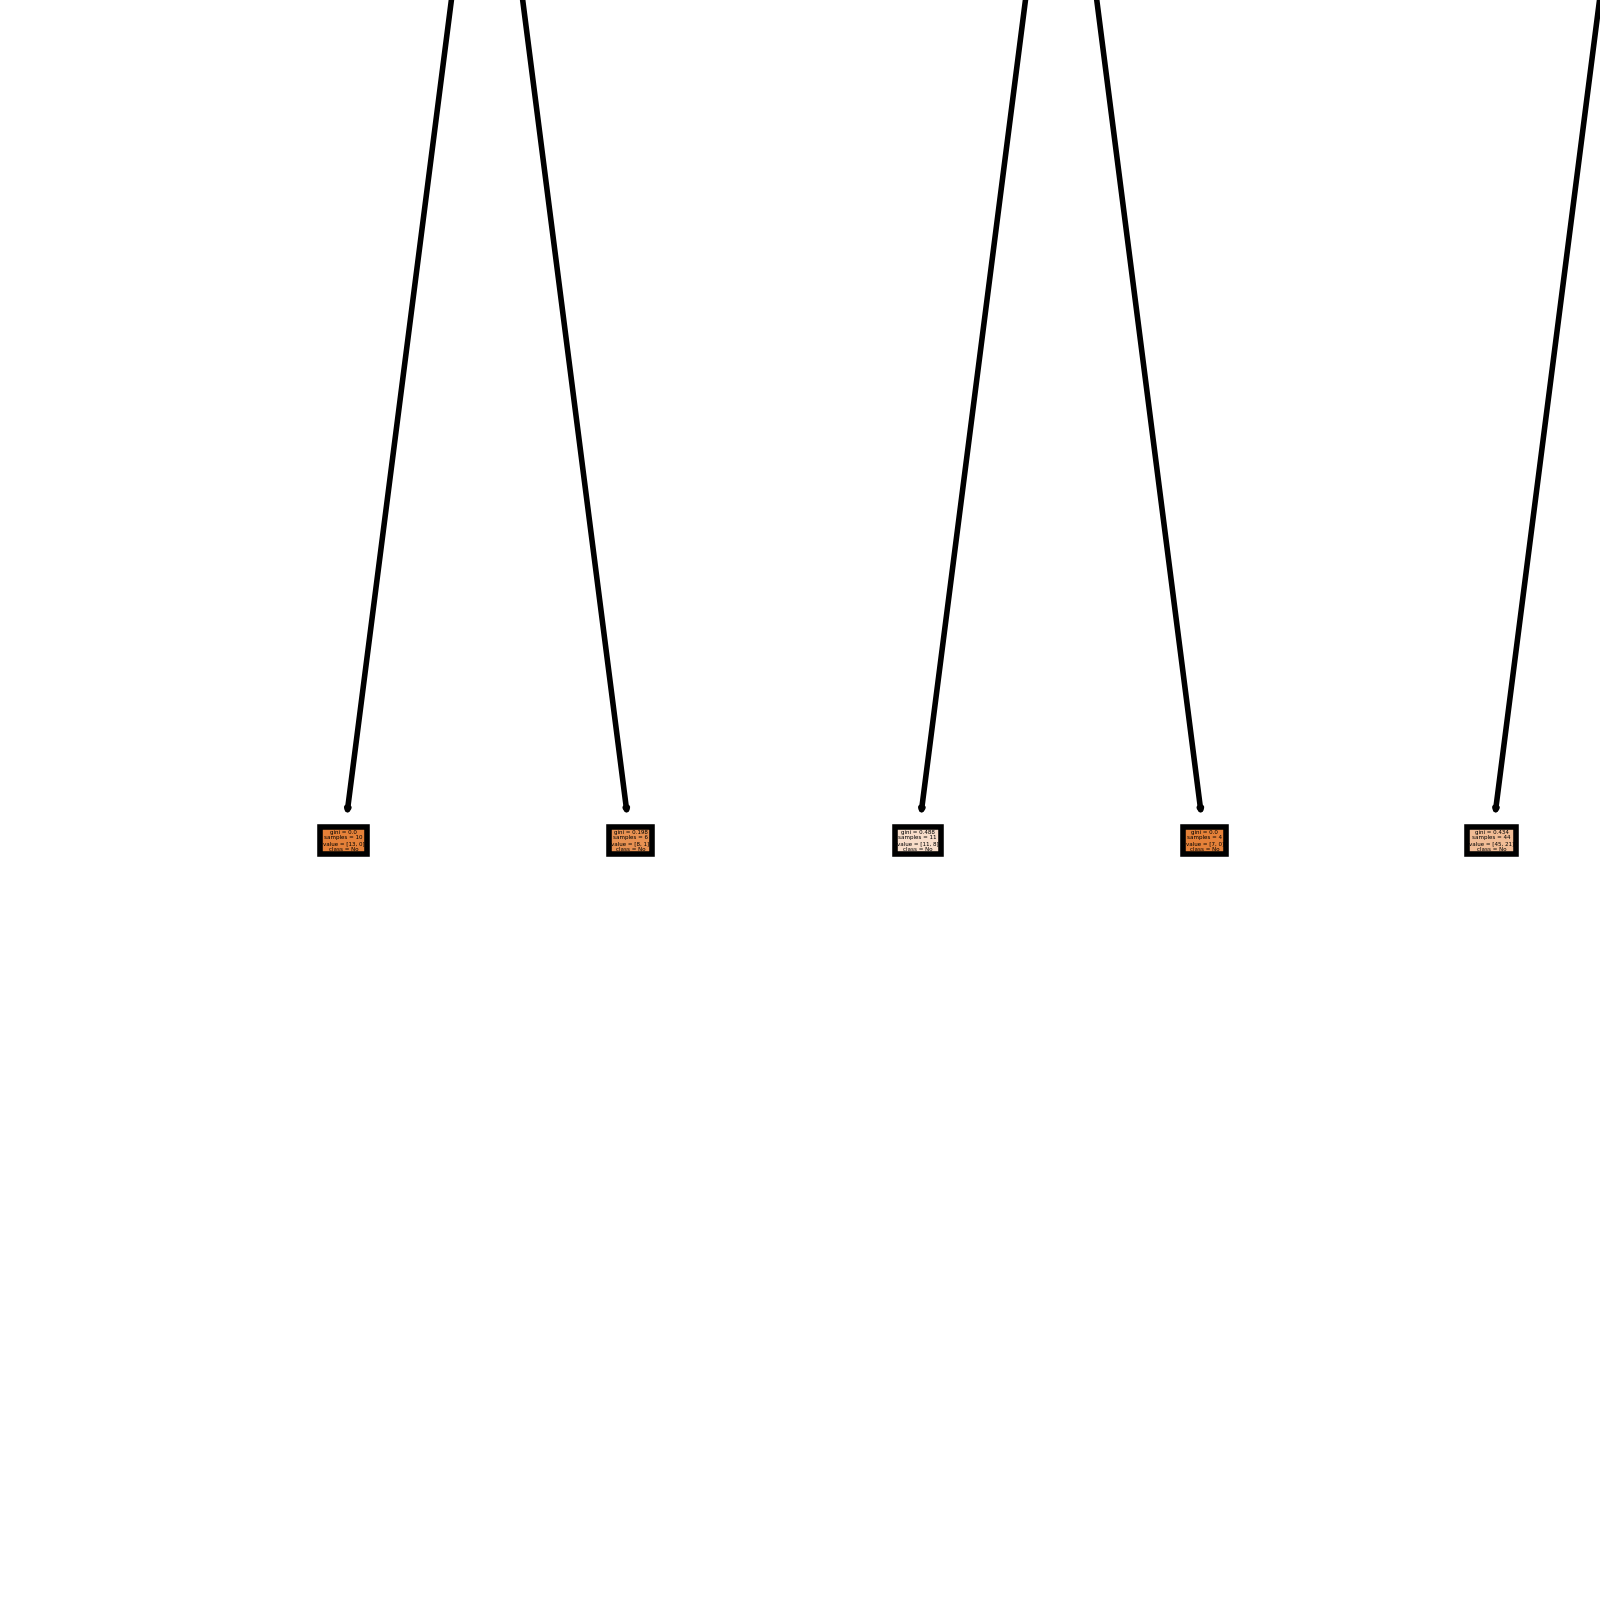 gini = 0.0
samples = 10
value = [13, 0]
class = No
gini = 0.198
samples = 6
value = [8, 1]
class = No
gini = 0.488
samples = 11
value = [11, 8]
class = No
gini = 0.0
samples = 4
value = [7, 0]
class = No
gini = 0.434
samples = 44
value = [45, 21]
class = No